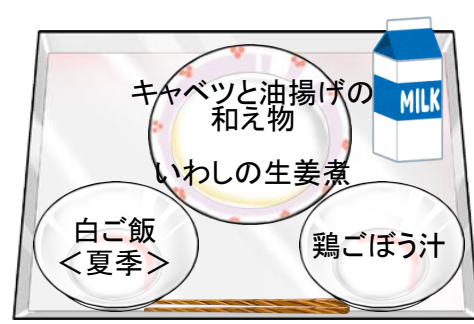 キャベツと油揚げの
和え物
MILK
いわしの生姜煮
白ご飯
＜夏季＞
鶏ごぼう汁